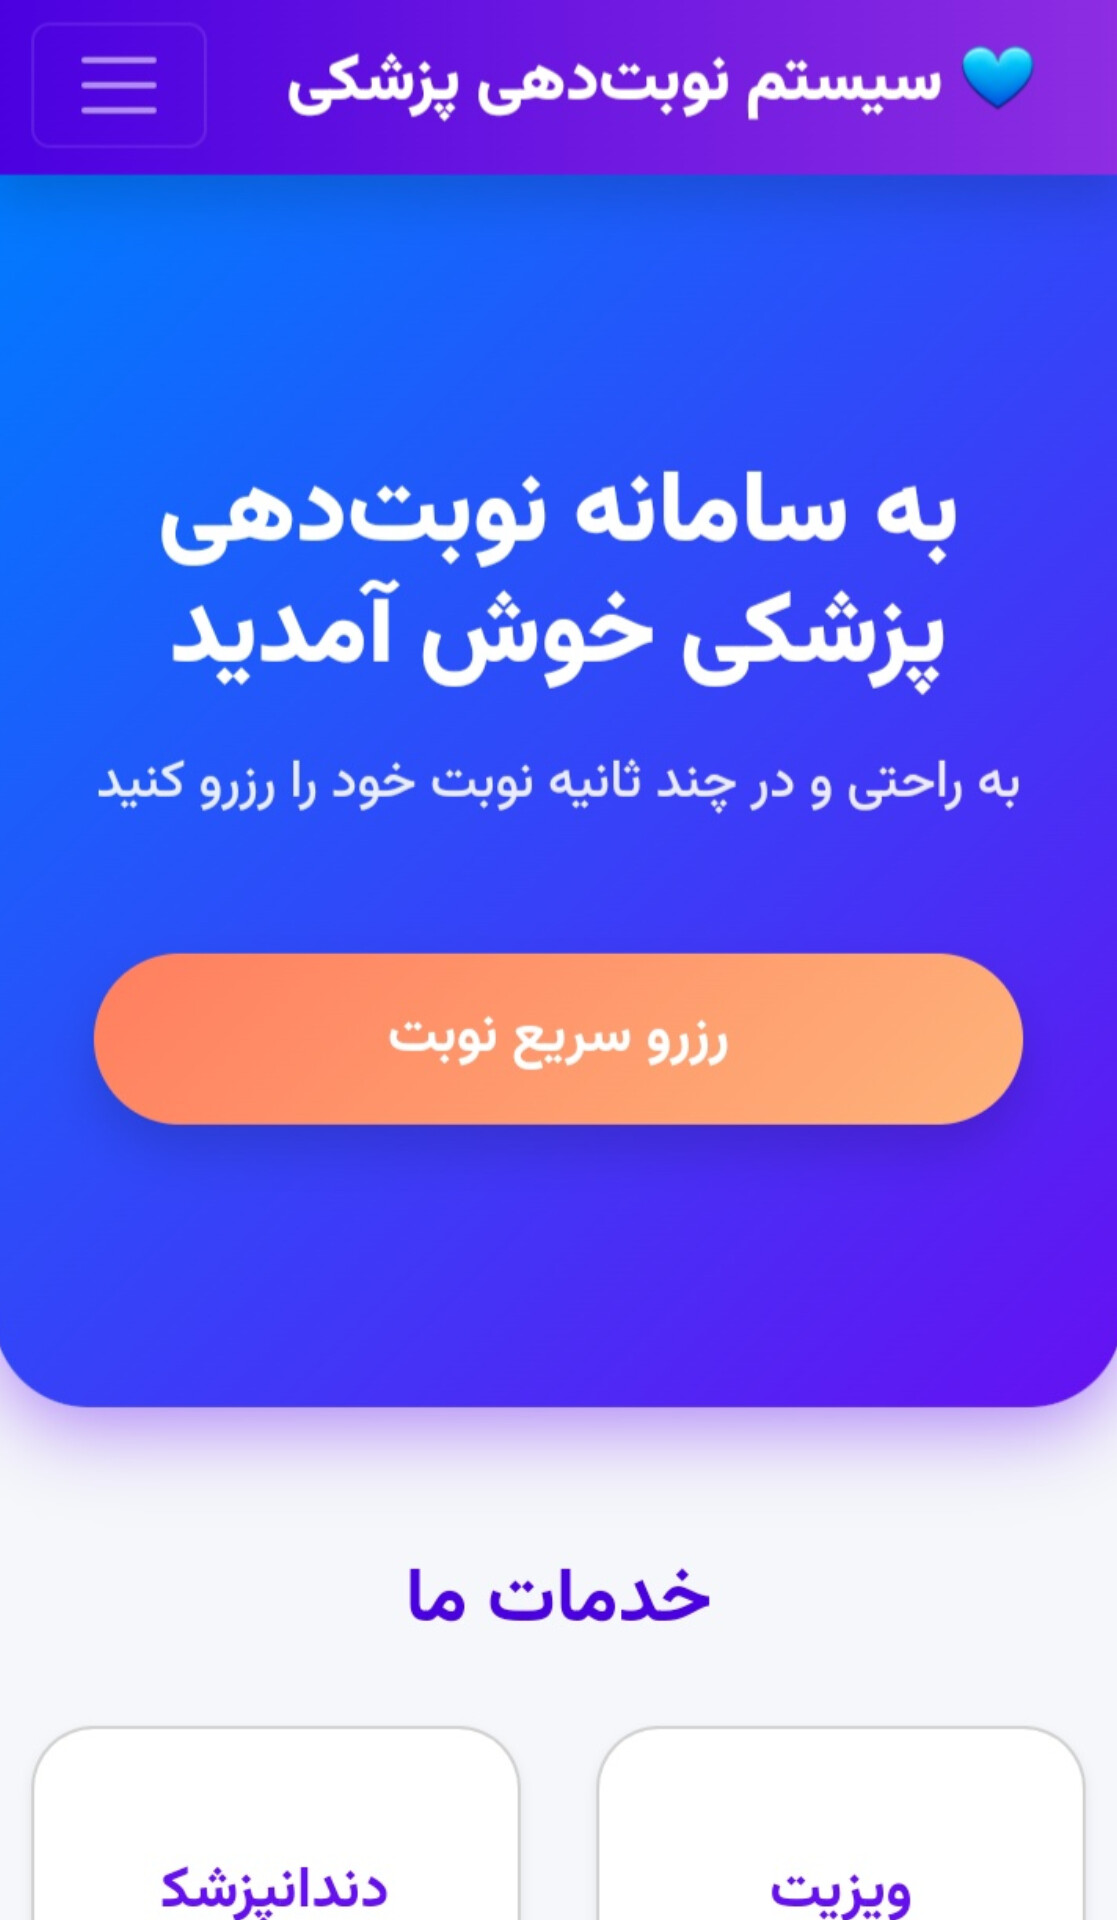 سیستم نوبت‌دهی پزشکی
به سامانه نوبت‌دهی
پزشکی خوش آمدید
به راحتی و در چند ثانیه نوبت خود را رزرو کنید
رزرو سریع نوبت
خدمات ما
ویزیت
دندانپزشک